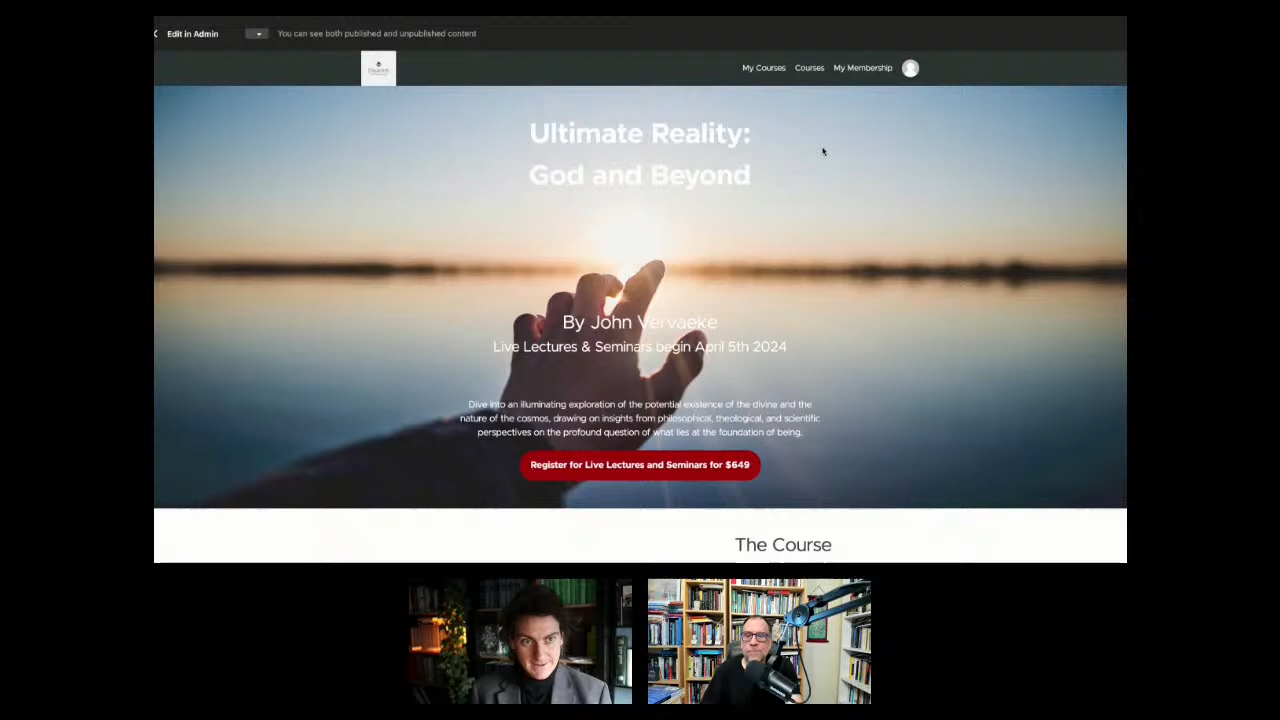 Edit in Admin
You can see both published and unpublished content
My Courses
Courses
My Membership
Ultimate Reality:
God and Beyond
By John Vervaeke
Live Lectures & Seminars begin April 5th 2024
Dive into an illuminating exploration of the potential existence of the divine and the
nature of the cosmos, drawing on insights from philosophical, theological, and scientific
perspectives on the profound question of what lies at the foundation of being.
Register for Live Lectures and Seminars for $649
The Course